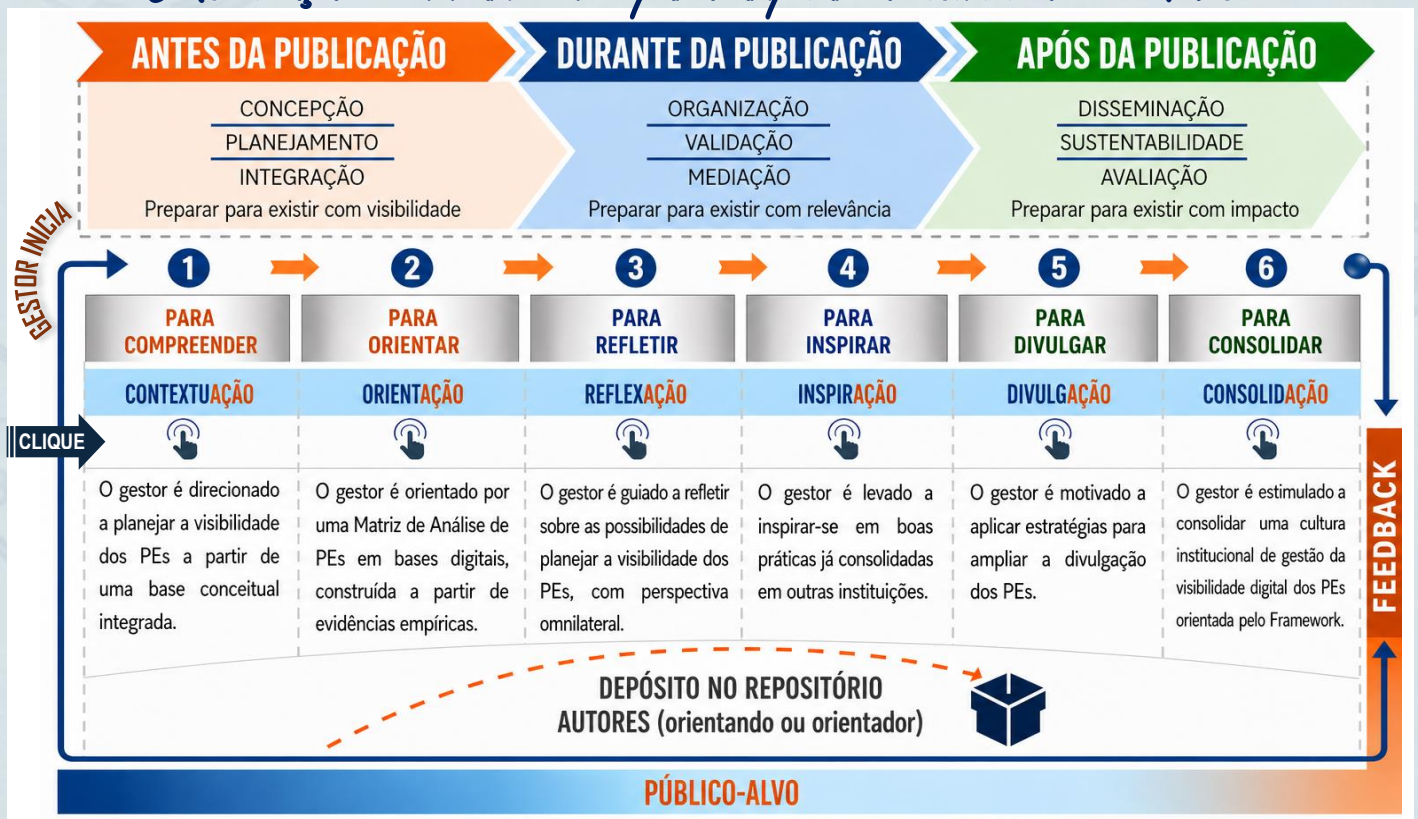 ANTES DA PUBLICAÇÃO
DURANTE DA PUBLICAÇÃO
APÓS DA PUBLICAÇÃO
CONCEPÇÃO
PLANEJAMENTO
INTEGRAÇÃO
Preparar para existir com visibilidade
ORGANIZAÇÃO
VALIDAÇÃO
MEDIAÇÃO
Preparar para existir com relevância
DISSEMINAÇÃO
SUSTENTABILIDADE
AVALIAÇÃO
Preparar para existir com impacto
GESTOR INICIA
1
2
3
4
5
6
PARA
COMPREENDER
PARA
ORIENTAR
PARA
REFLETIR
PARA
INSPIRAR
PARA
DIVULGAR
PARA
CONSOLIDAR
CONTEXTUAÇÃO
ORIENTAÇÃO
REFLEXAÇÃO
INSPIRAÇÃO
DIVULGAÇÃO
CONSOLIDAÇÃO
CLIQUE
O gestor é direcionado
a planejar a visibilidade
dos PEs a partir de
uma base conceitual
integrada.
O gestor é orientado por
uma Matriz de Análise de
PEs em bases digitais,
construída a partir de
evidências empíricas.
O gestor é guiado a refletir
sobre as possibilidades de
planejar a visibilidade dos
PEs, com perspectiva
omnilateral.
O gestor é levado a
inspirar-se em boas
práticas já consolidadas
em outras instituições.
O gestor é motivado a
aplicar estratégias para
ampliar a divulgação
dos PEs.
O gestor é estimulado a
consolidar uma cultura
institucional de gestão da
visibilidade digital dos PEs
orientada pelo Framework.
FEEDBACK
DEPÓSITO NO REPOSITÓRIO
AUTORES (orientando ou orientador)
PÚBLICO-ALVO